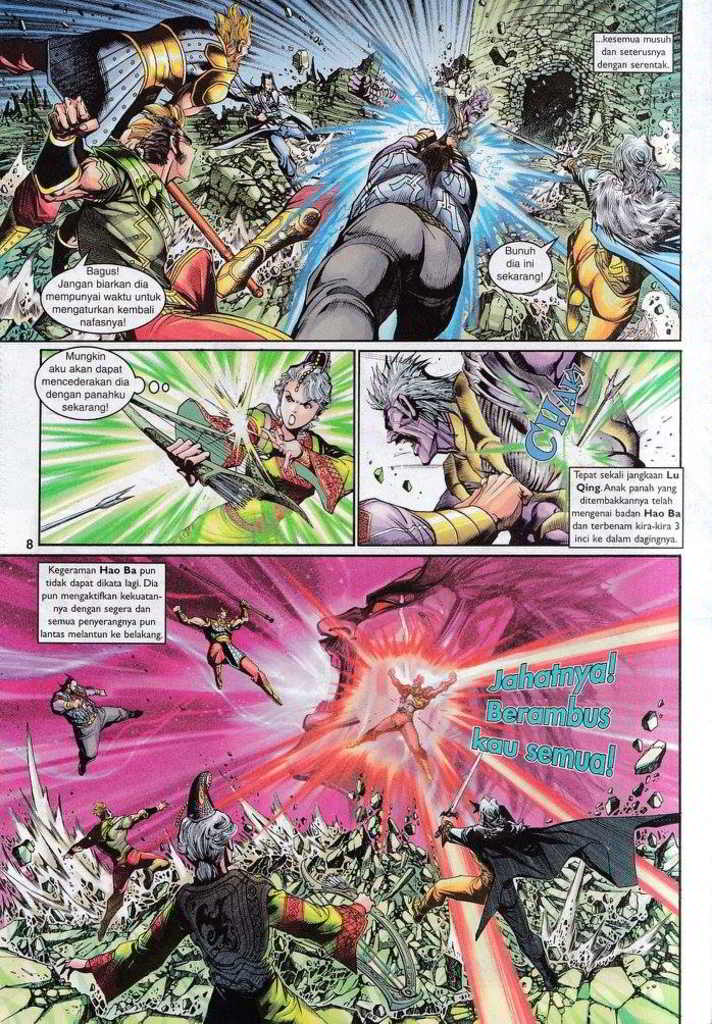 ...kesemua musuh
dan seterusnya
dengan serentak.
Bagus!
Jangan biarkan dia
mempunyai waktu untuk
mengaturkan kembali
nafasnya!
Bunuh
dia ini
sekarang!
Mungkin
aku akan dapat
mencederakan dia
dengan panahku
sekarang!
CHAK
Tepat sekali jangkaan Lu
Qing. Anak panah yang
ditembakkannya telah
mengenai badan Hao Ba
dan terbenam kira-kira 3
inci ke dalam dagingnya.
8
Kegeraman Hao Ba pun
tidak dapat dikata lagi. Dia
pun mengaktifkan kekuatan-
nya dengan segera dan
semua penyerangnya pun
lantas melantun ke belakang.
Jahatnya!
Berambus
kau semua!